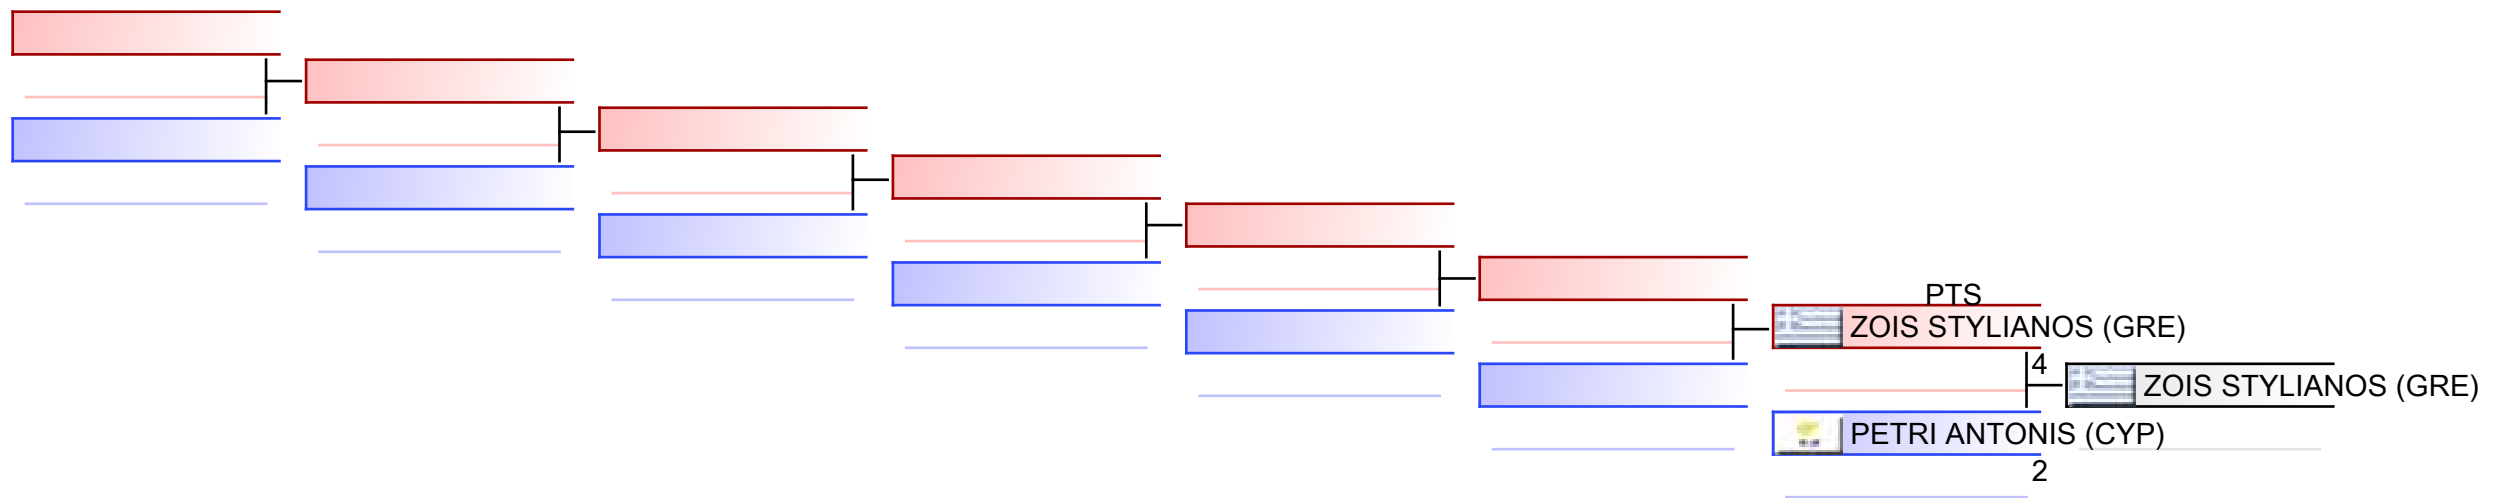 PTS
ZOIS STYLIANOS (GRE)
4
ZOIS STYLIANOS (GRE)
PETRI ANTONIS (CYP)
2